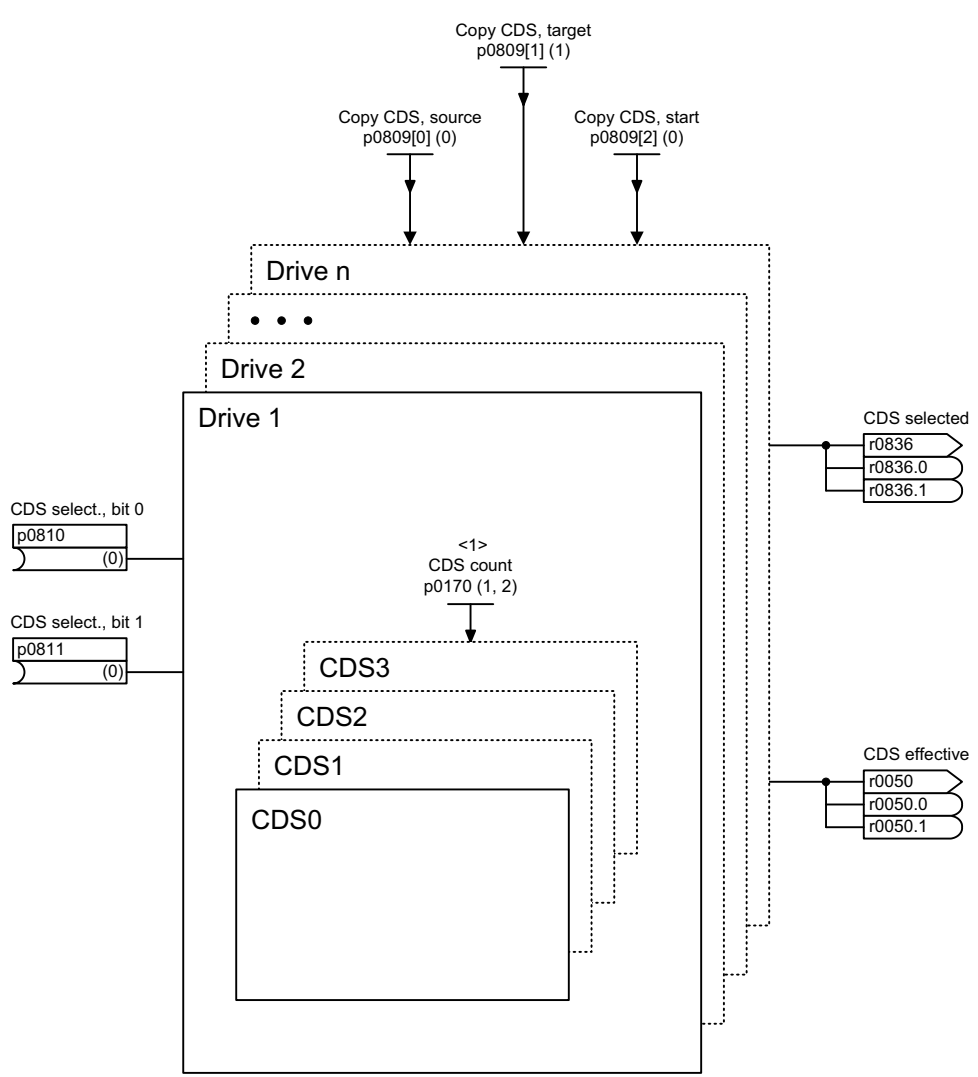 Copy CDS, target
p0809[1] (1)
Copy CDS, source
p0809[0] (0)
Copy CDS, start
p0809[2] (0)
Drive n
• • •
Drive 2
Drive 1
CDS selected
r0836
r0836.0
r0836.1
CDS select., bit 0
p0810
(0)
<1>
CDS count
p0170 (1, 2)
CDS select., bit 1
p0811
(0)
CDS3
CDS2
CDS1
CDS0
CDS effective
r0050
r0050.0
r0050.1